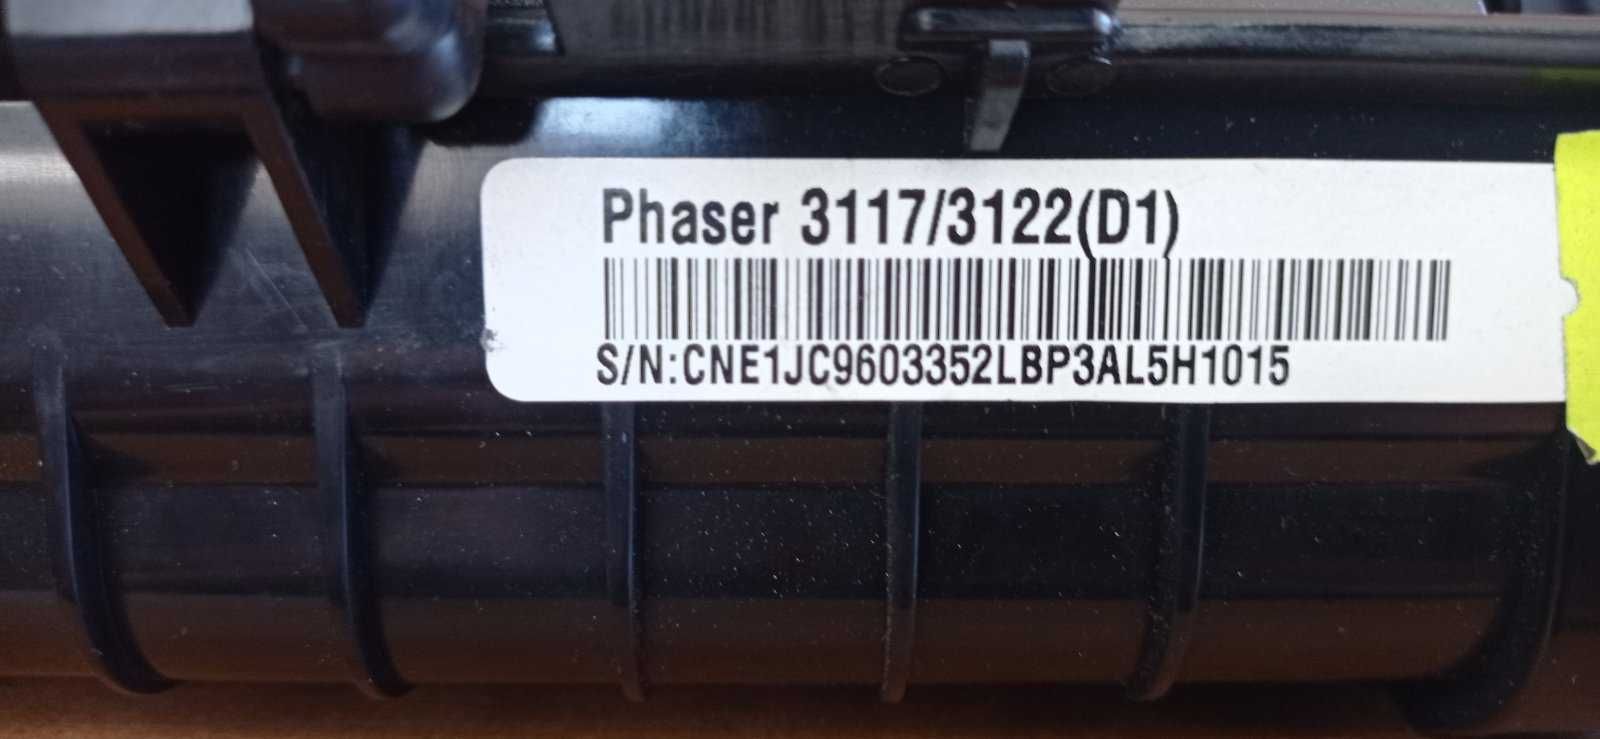 Phaser 3117/3122(D1)
S/N:CNE1JC9603352LBP3AL5H1015